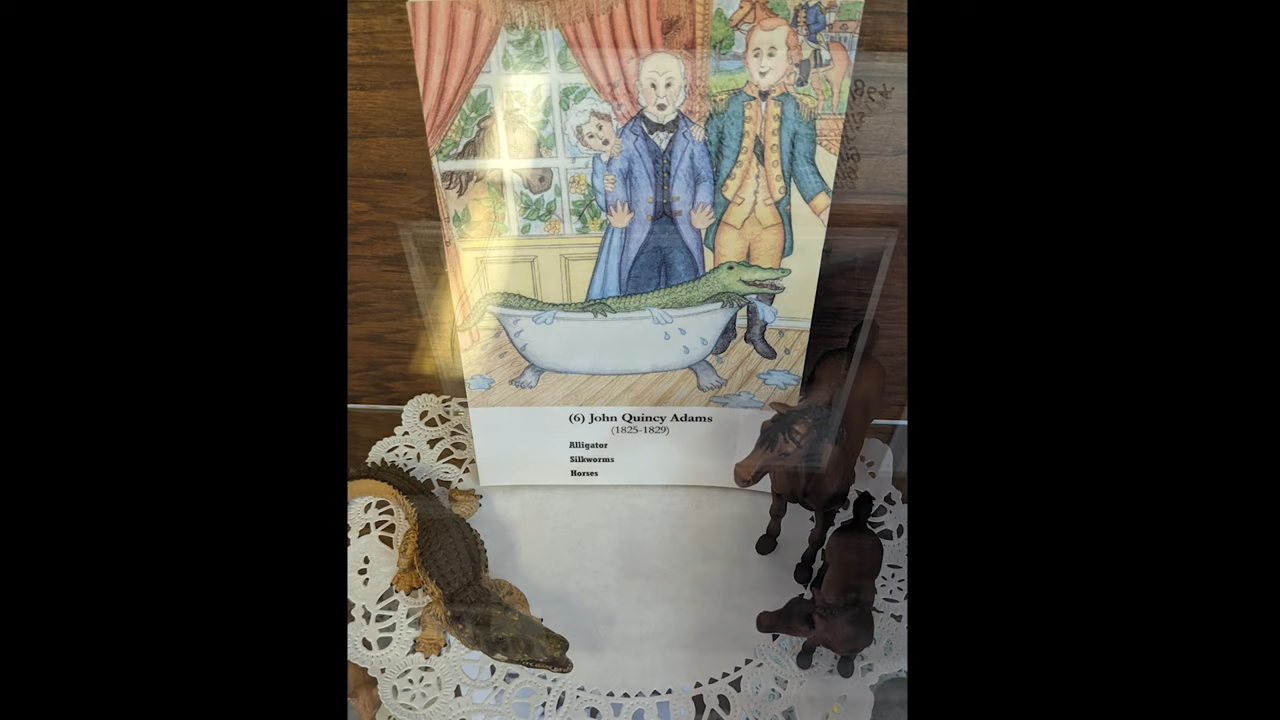 (6) John Quincy Adams
(1825-1829)
Alligator
Silkworms
Horses